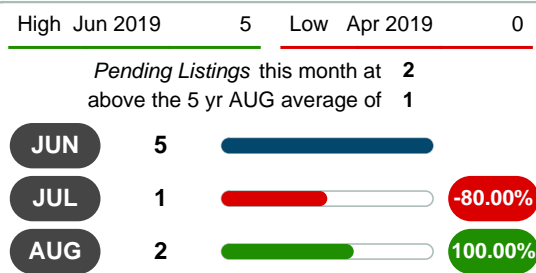 High Jun 2019 5 Low Apr 2019 0
Pending Listings this month at 2
above the 5 yr AUG average of 1
JUN 5
JUL 1 -80.00%
AUG 2 100.00%